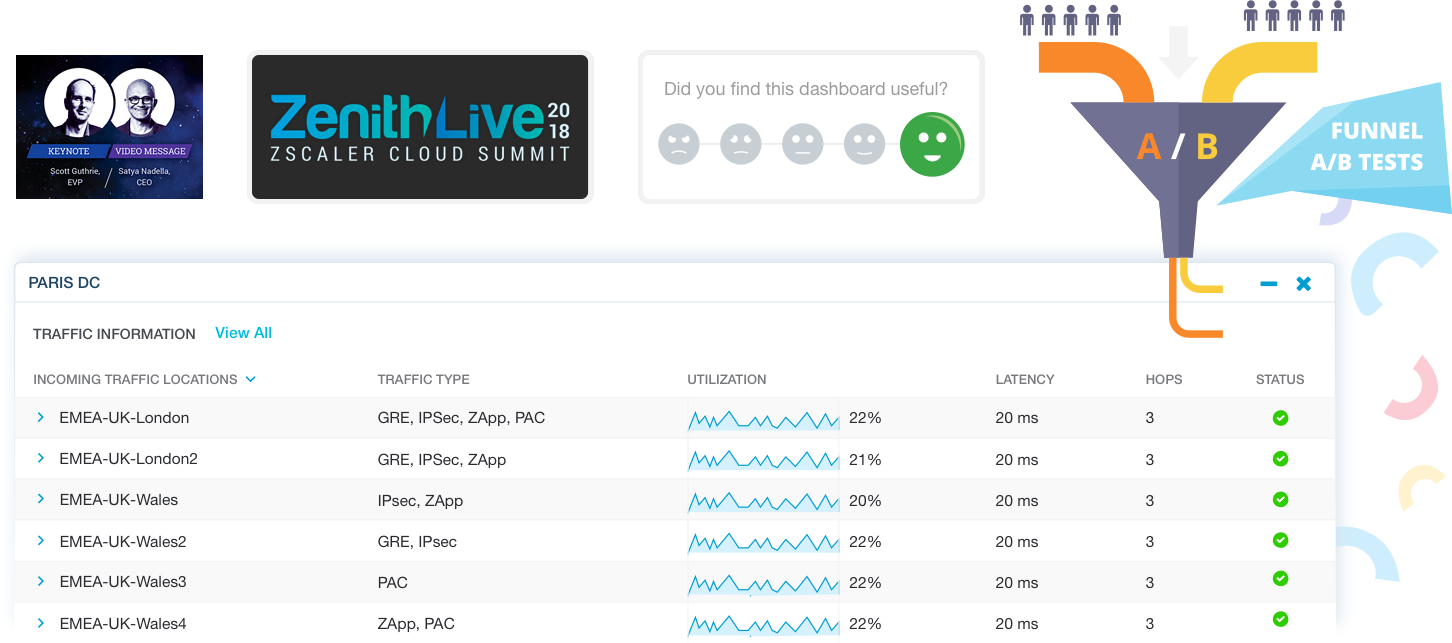 KEYNOTE
VIDEO MESSAGE
Scott Guthrie,
EVP
Satya Nadella,
CEO
ZenithLive 2018
ZSCALER CLOUD SUMMIT
Did you find this dashboard useful?
A / B
FUNNEL
A/B TESTS
PARIS DC
TRAFFIC INFORMATION View All
INCOMING TRAFFIC LOCATIONS TRAFFIC TYPE UTILIZATION LATENCY HOPS STATUS
EMEA-UK-London GRE, IPSec, ZApp, PAC 22% 20 ms 3
EMEA-UK-London2 GRE, IPSec, ZApp 21% 20 ms 3
EMEA-UK-Wales IPsec, ZApp 20% 20 ms 3
EMEA-UK-Wales2 GRE, IPsec 22% 20 ms 3
EMEA-UK-Wales3 PAC 22% 20 ms 3
EMEA-UK-Wales4 ZApp, PAC 22% 20 ms 3